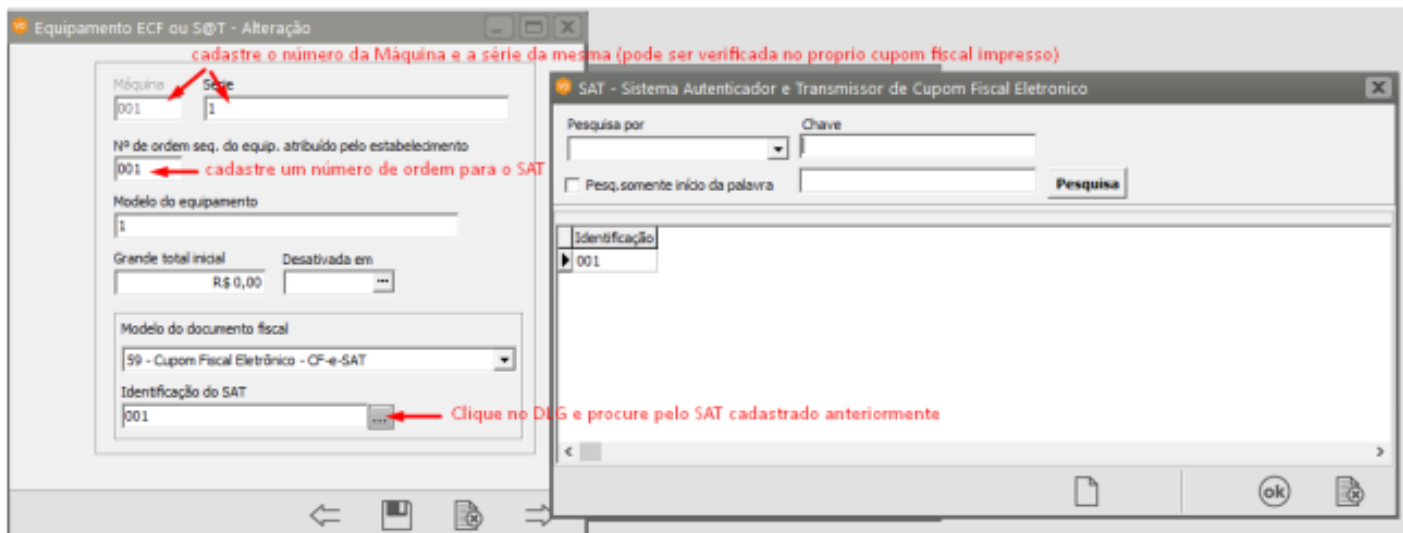 Equipamento ECF ou S@T - Alteração
cadastre o número da Màquina e a série da mesma (pode ser verificada no proprio cupom fiscal impresso)
Máquina Série
001 1
Nº de ordem seq. do equip. atribuído pelo estabelecimento
001 cadastre um número de ordem para o SAT
Modelo do equipamento
1
Grande total inicial Desativada em
R$ 0,00 ...
Modelo do documento fiscal
59 - Cupom Fiscal Eletrônico - CF-e-SAT
Identificação do SAT
001 ... Clique no DLG e procure pelo SAT cadastrado anteriormente
SAT - Sistema Autenticador e Transmissor de Cupom Fiscal Eletronico
Pesquisa por Chave
Pesq.somente início da palavra Pesquisa
Identificação
001
ok